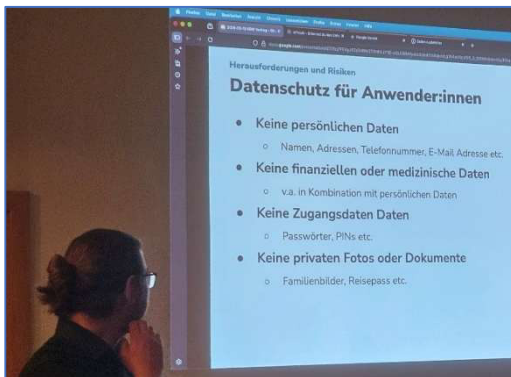 Herausforderungen und Risiken
Datenschutz für Anwender:innen
● Keine persönlichen Daten
○ Namen, Adressen, Telefonnummer, E-Mail Adresse etc.
● Keine finanziellen oder medizinische Daten
○ v.a. in Kombination mit persönlichen Daten
● Keine Zugangsdaten Daten
○ Passwörter, PINs etc.
● Keine privaten Fotos oder Dokumente
○ Familienbilder, Reisepass etc.